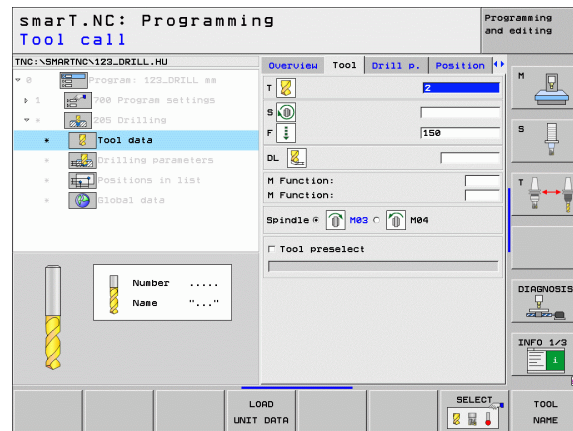 smarT.NC: Programming
Tool call
Programming
and editing
TNC:\SMARTNC\123_DRILL.HU
0 Program: 123_DRILL mm
1 700 Program settings
* 205 Drilling
* Tool data
* Drilling parameters
* Positions in list
* Global data
Number .....
Name "..."
Overview Tool Drill p. Position
T 2
S
F 150
DL
M Function:
M Function:
Spindle M03 M04
Tool preselect
M
S
T
DIAGNOSIS
INFO 1/3
LOAD
UNIT DATA
SELECT
TOOL
NAME